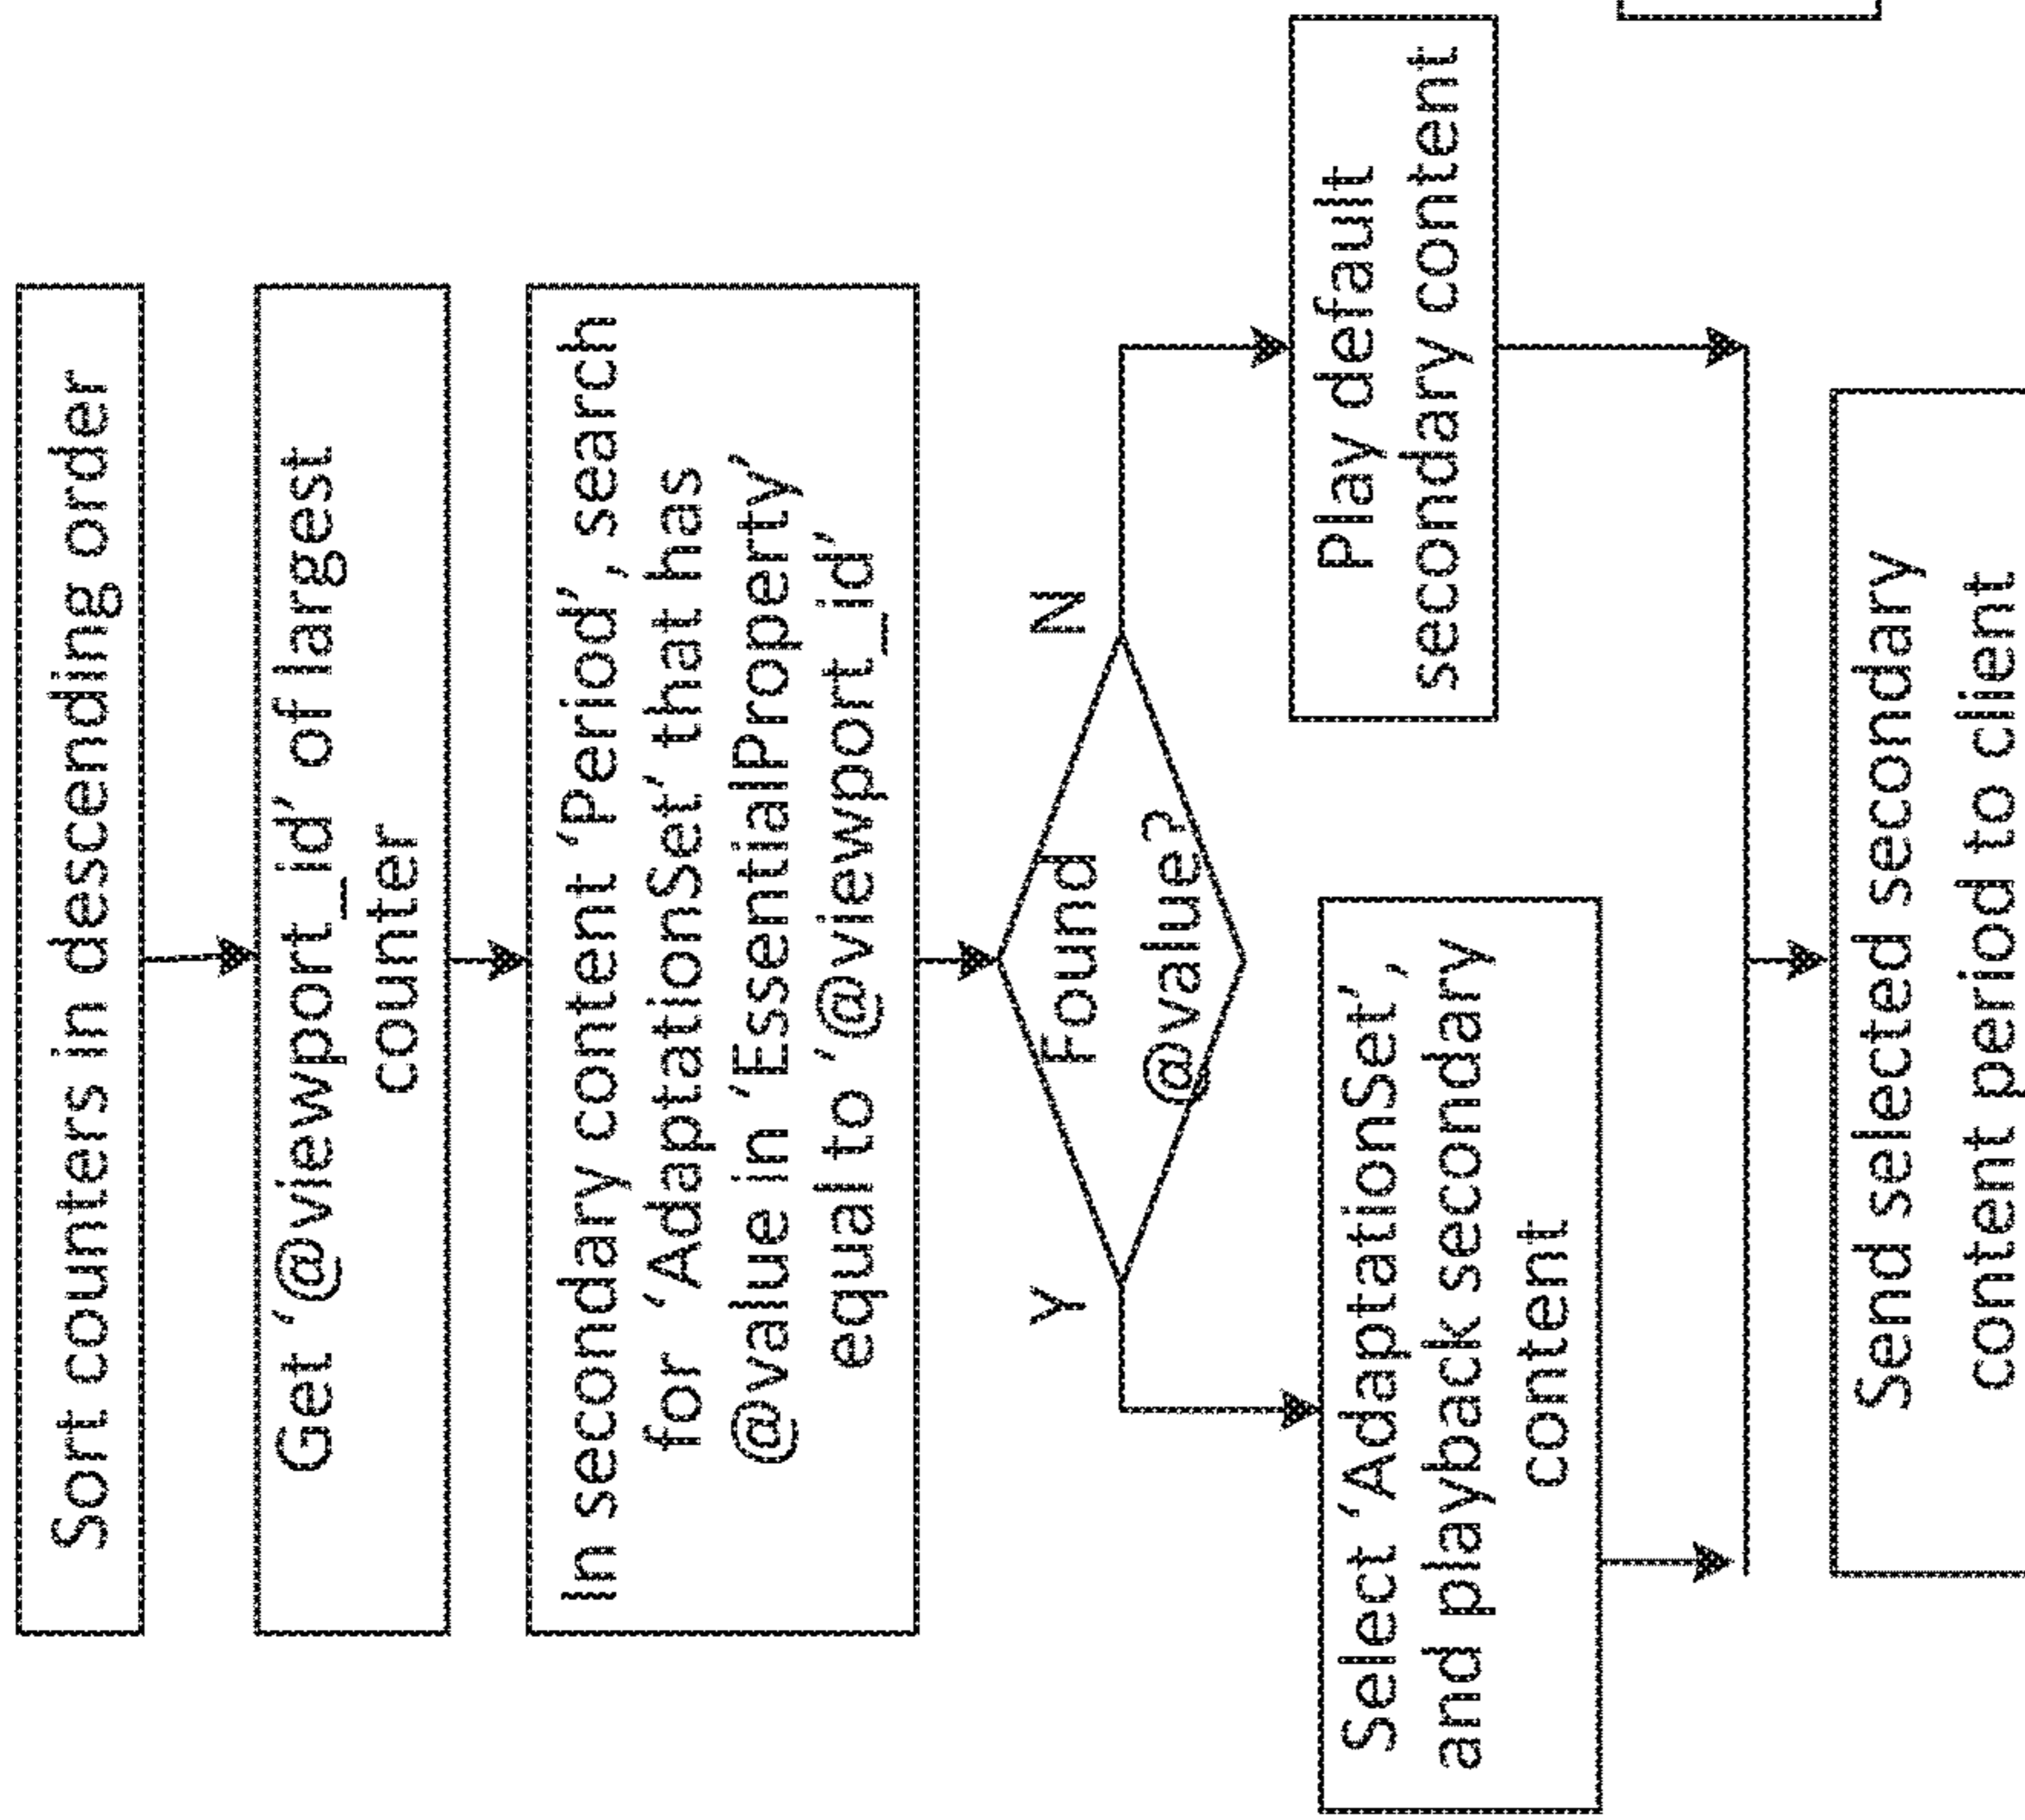 Sort counters in descending order
Get ‘@viewport_id’ of largest
counter
In secondary content ‘Period’, search
for ‘AdaptationSet’ that has
@value in ‘EssentialProperty’
equal to ‘@viewport_id’
Found
@value?
Y
N
Select ‘AdaptationSet’,
and playback secondary
content
Play default
secondary content
Send selected secondary
content period to client